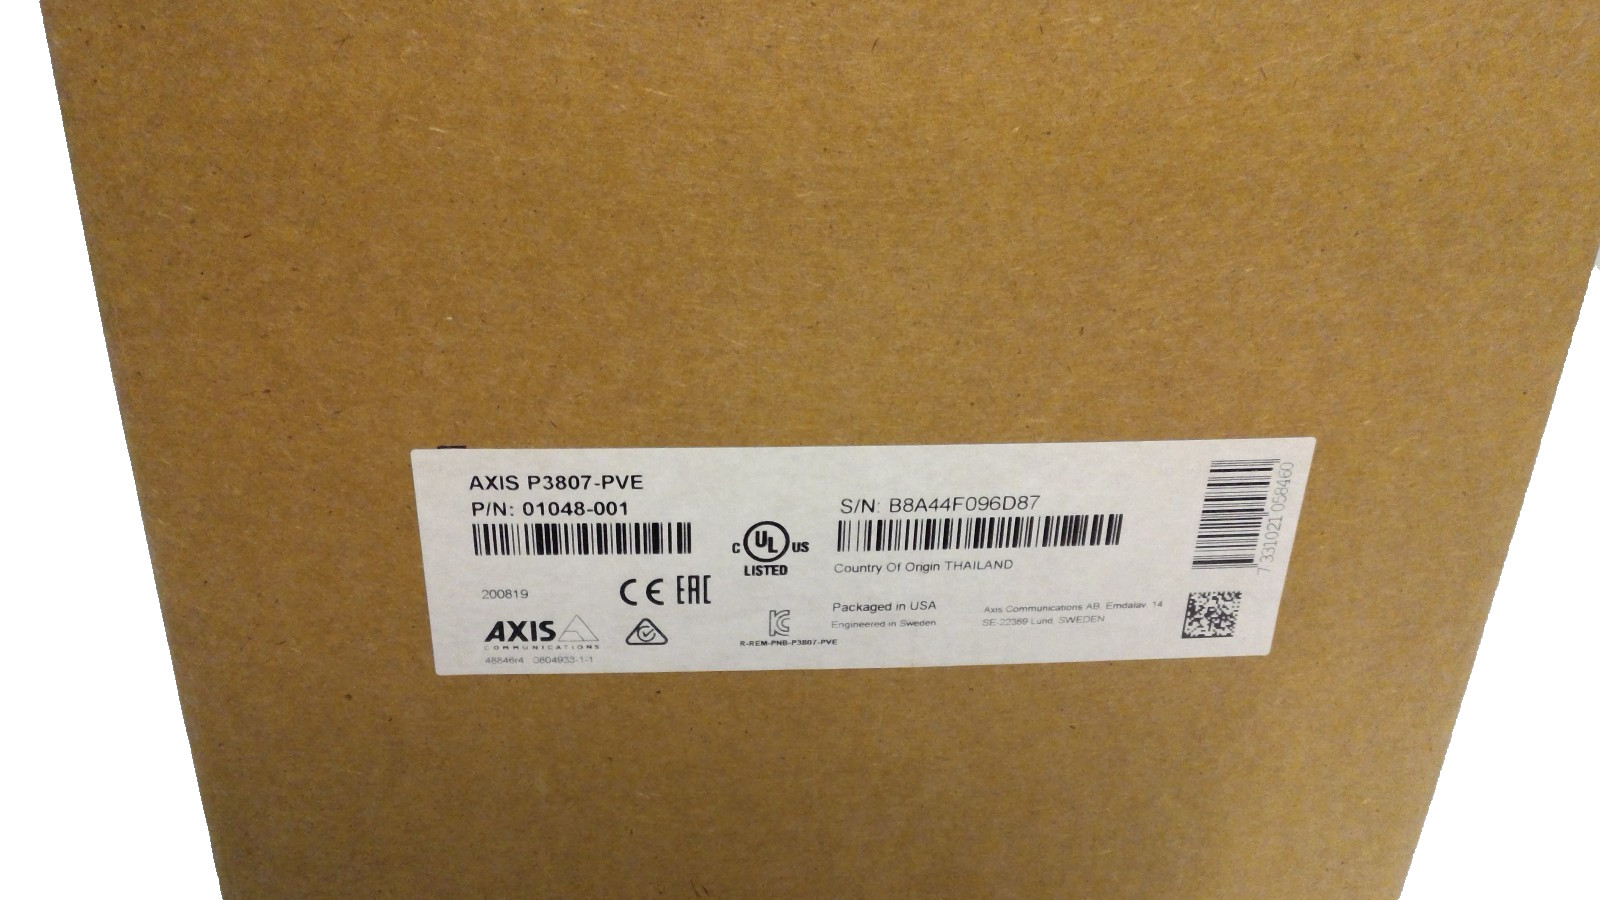 AXIS P3807-PVE
P/N: 01048-001
S/N: B8A44F096D87
C UL US
LISTED
Country Of Origin THAILAND
7 331021 058460
200819
CE EAC
Packaged in USA
Engineered in Sweden
Axis Communications AB, Emdalav. 14
SE-22369 Lund, SWEDEN
AXIS
COMMUNICATIONS
R-REM-PNB-P3807-PVE
48846r4 0804933-1-1